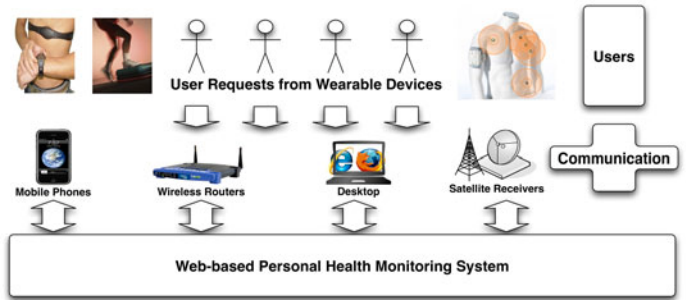 Users
User Requests from Wearable Devices
Communication
Mobile Phones
Wireless Routers
Desktop
Satellite Receivers
Web-based Personal Health Monitoring System